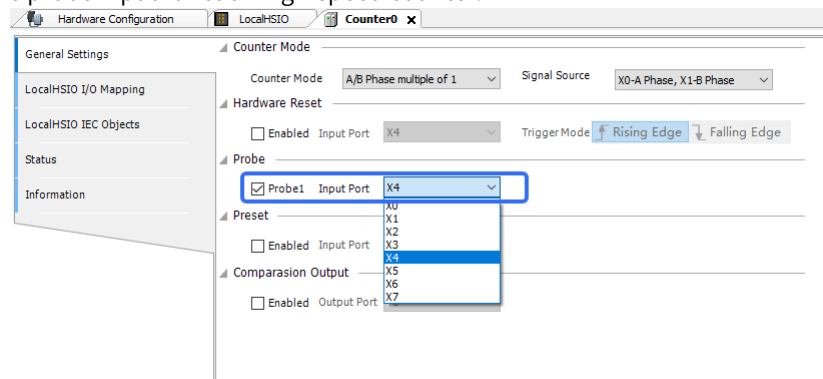 Hardware Configuration LocalHSIO Counter0 x
General Settings
LocalHSIO I/O Mapping
LocalHSIO IEC Objects
Status
Information
Counter Mode
Counter Mode A/B Phase multiple of 1 Signal Source X0-A Phase, X1-B Phase
Hardware Reset
Enabled Input Port X4 Trigger Mode Rising Edge Falling Edge
Probe
Probe1 Input Port X4
X0
X1
X2
X3
X4
X5
X6
X7
Preset
Enabled Input Port
Comparasion Output
Enabled Output Port